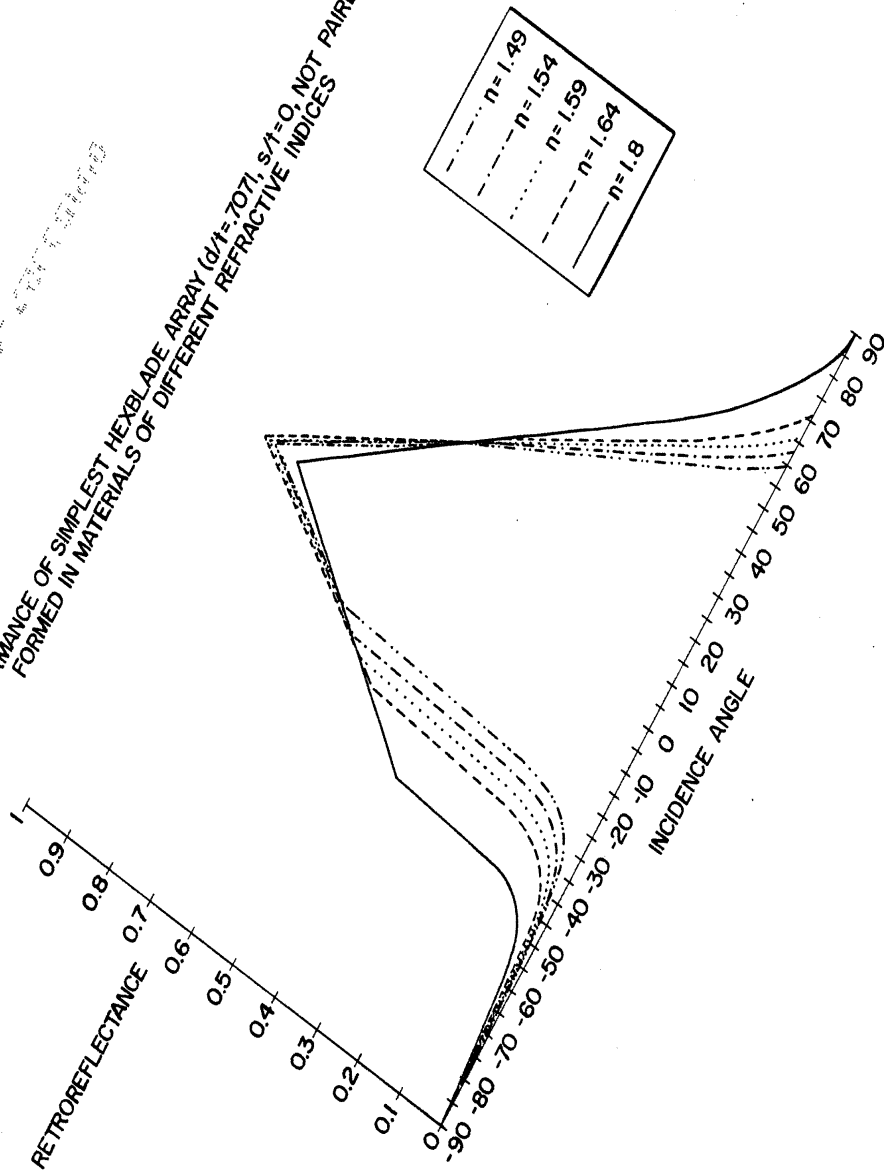 MANCE OF SIMPLEST HEXBLADE ARRAY (d/t=.7071, s/t=0, NOT PAIRE
FORMED IN MATERIALS OF DIFFERENT REFRACTIVE INDICES
n=1.49
n=1.54
n=1.59
n=1.64
n=1.8
RETROREFLECTANCE
1
0.9
0.8
0.7
0.6
0.5
0.4
0.3
0.2
0.1
0
-90 -80 -70 -60 -50 -40 -30 -20 -10 0 10 20 30 40 50 60 70 80 90
INCIDENCE ANGLE